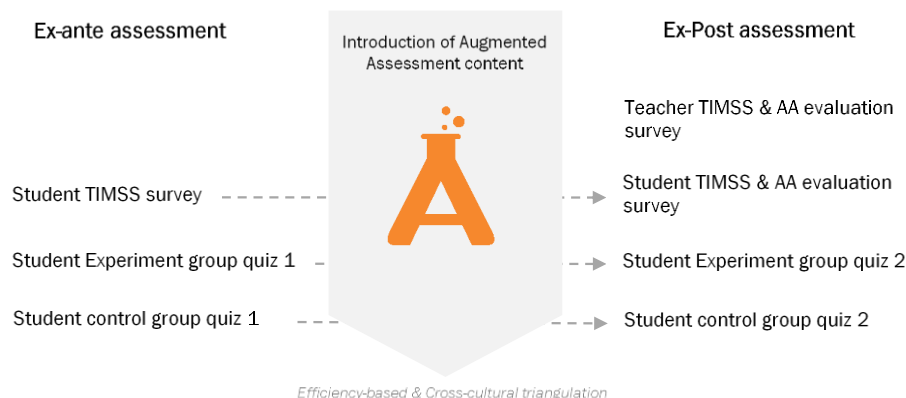 Ex-ante assessment
Introduction of Augmented
Assessment content
Ex-Post assessment
Teacher TIMSS & AA evaluation
survey
Student TIMSS survey
Student TIMSS & AA evaluation
survey
Student Experiment group quiz 1
Student Experiment group quiz 2
Student control group quiz 1
Student control group quiz 2
Efficiency-based & Cross-cultural triangulation